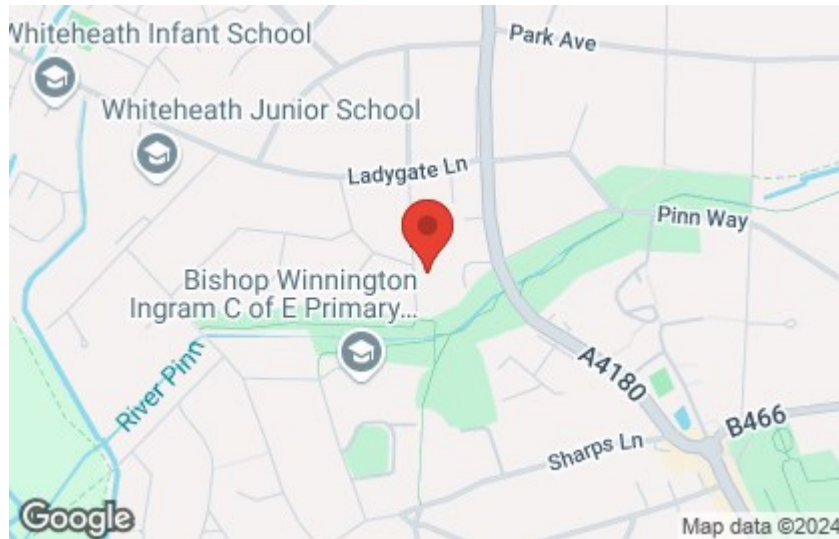 Whiteheath Infant School
Park Ave
Whiteheath Junior School
Ladygate Ln
Pinn Way
Bishop Winnington
Ingram C of E Primary...
River Pinn
A4180
B466
Sharps Ln
Google
Map data ©2024